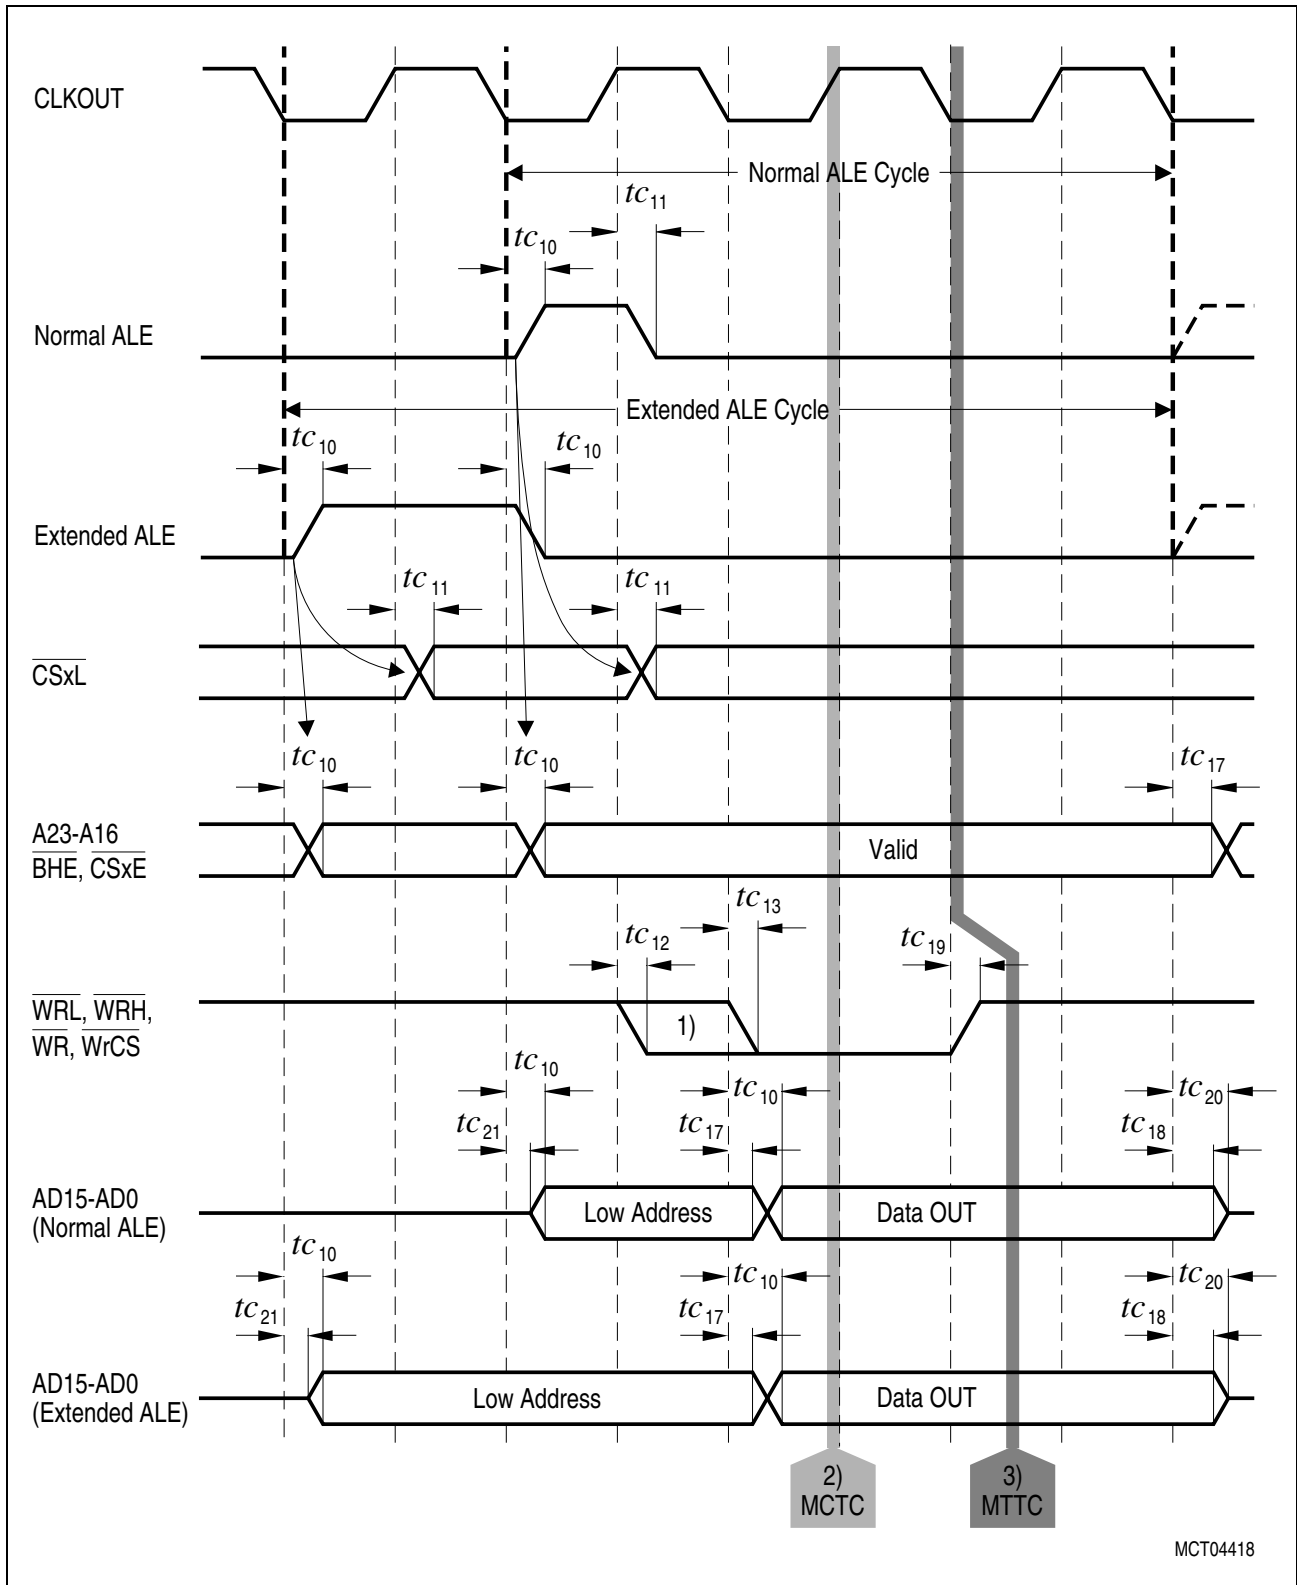 CLKOUT
Normal ALE Cycle
tc11
tc10
Normal ALE
Extended ALE Cycle
tc10
tc10
Extended ALE
tc11
tc11
CSxL
tc10
tc10
tc17
A23-A16
BHE, CSxE
Valid
tc13
tc12
tc19
WRL, WRH,
WR, WrCS
1)
tc10
tc10
tc20
tc21
tc17
tc18
AD15-AD0
(Normal ALE)
Low Address
Data OUT
tc10
tc10
tc20
tc21
tc17
tc18
AD15-AD0
(Extended ALE)
Low Address
Data OUT
2)
MCTC
3)
MTTC
MCT04418